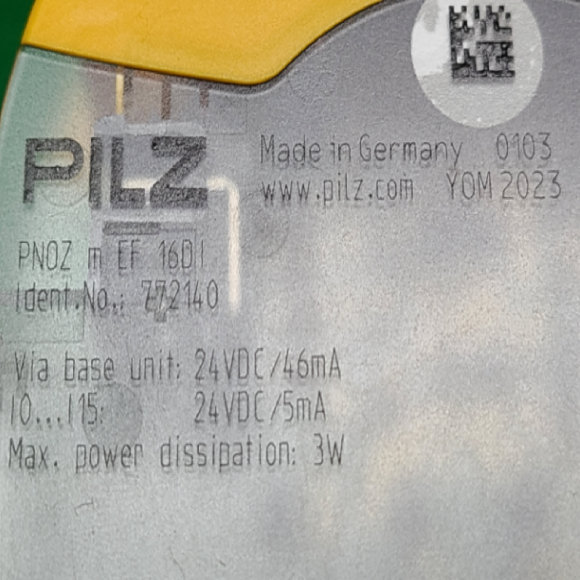 PILZ
Made in Germany 0103
www.pilz.com YOM 2023
PNOZ m EF 16DI
Ident.No.: 772140
Via base unit: 24VDC/46mA
I0...I15: 24VDC/5mA
Max. power dissipation: 3W